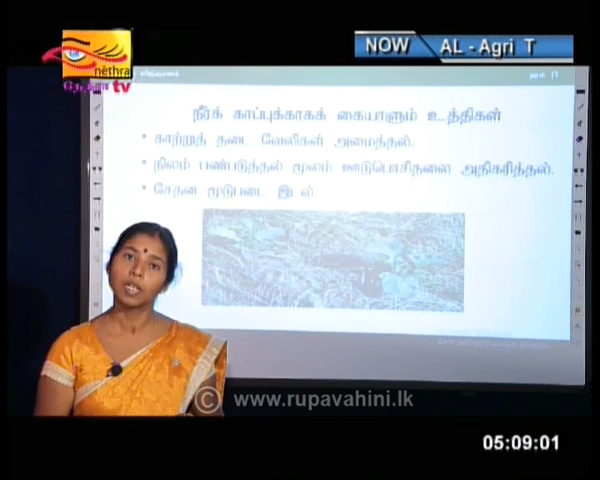 NOW
AL - Agri T
nethra
tv
நீர்க் காப்புக்காகக் கையாளும் உத்திகள்
• காற்றுத் தடை வேலிகள் அமைத்தல்.
• நிலம் பண்படுத்தல் மூலம் ஊடுபொசிதலை அதிகரித்தல்.
• சேதன மூடுபடை இடல்.
© www.rupavahini.lk
05:09:01